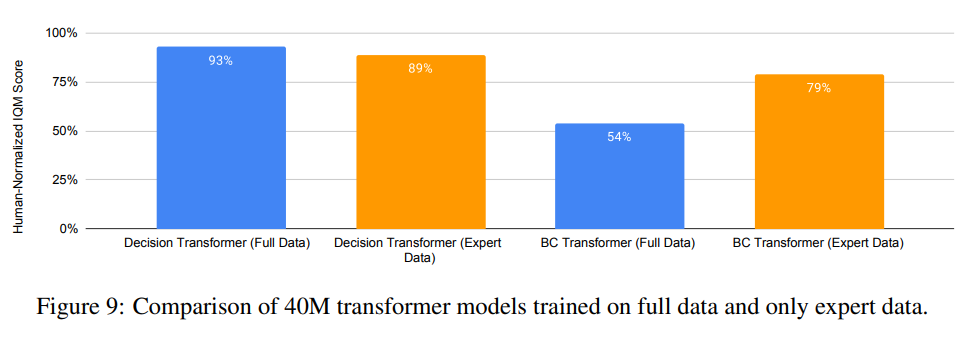 Human-Normalized IQM Score
100%
75%
50%
25%
0%
93%
89%
54%
79%
Decision Transformer (Full Data)
Decision Transformer (Expert
Data)
BC Transformer (Full Data)
BC Transformer (Expert Data)
Figure 9: Comparison of 40M transformer models trained on full data and only expert data.